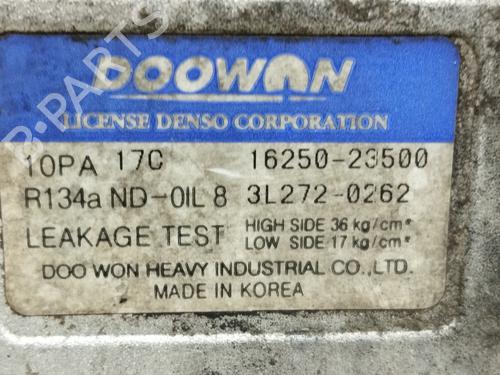 DOOWON
LICENSE DENSO CORPORATION
10PA 17C 16250-23500
R134a ND-OIL 8 3L272-0262
LEAKAGE TEST HIGH SIDE 36 kg/cm²
LOW SIDE 17 kg/cm²
DOO WON HEAVY INDUSTRIAL CO.,LTD.
MADE IN KOREA
B-PARTS